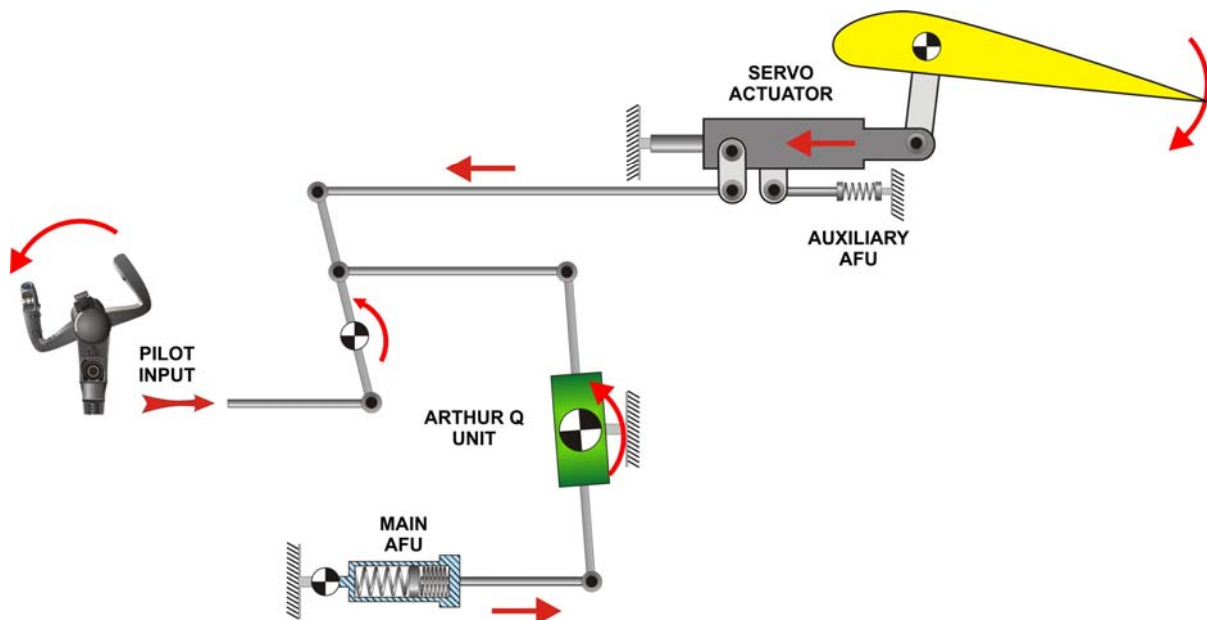 SERVO
ACTUATOR
AUXILIARY
AFU
PILOT
INPUT
ARTHUR Q
UNIT
MAIN
AFU